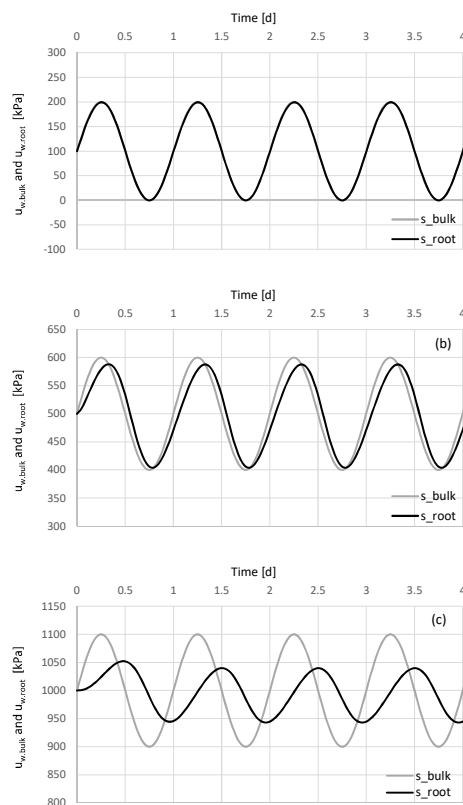 Time [d]
0 0.5 1 1.5 2 2.5 3 3.5 4
300
250
200
150
100
50
0
-50
-100
u_w.bulk and u_w.root [kPa]
s_bulk
s_root
Time [d]
0 0.5 1 1.5 2 2.5 3 3.5 4
650
600
550
500
450
400
350
300
u_w.bulk and u_w.root [kPa]
(b)
s_bulk
s_root
Time [d]
0 0.5 1 1.5 2 2.5 3 3.5 4
1150
1100
1050
1000
950
900
850
800
u_w.bulk and u_w.root [kPa]
(c)
s_bulk
s_root